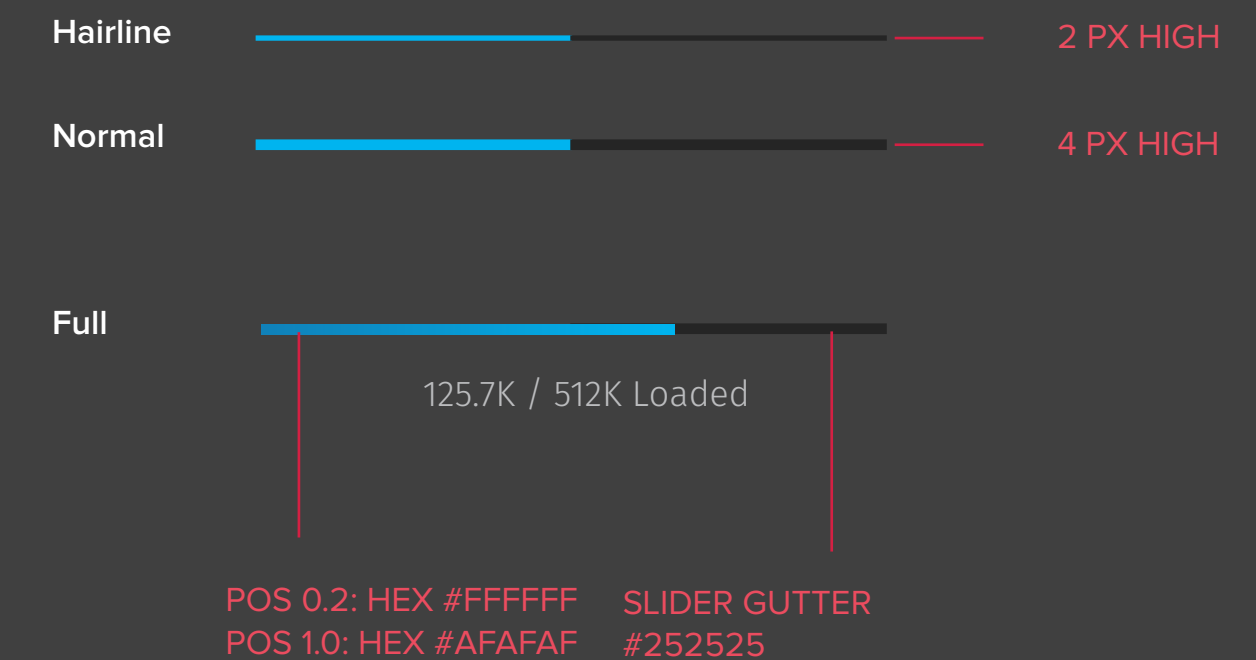 Hairline
2 PX HIGH
Normal
4 PX HIGH
Full
125.7K / 512K Loaded
POS 0.2: HEX #FFFFFF
POS 1.0: HEX #AFAFAF
SLIDER GUTTER
#252525